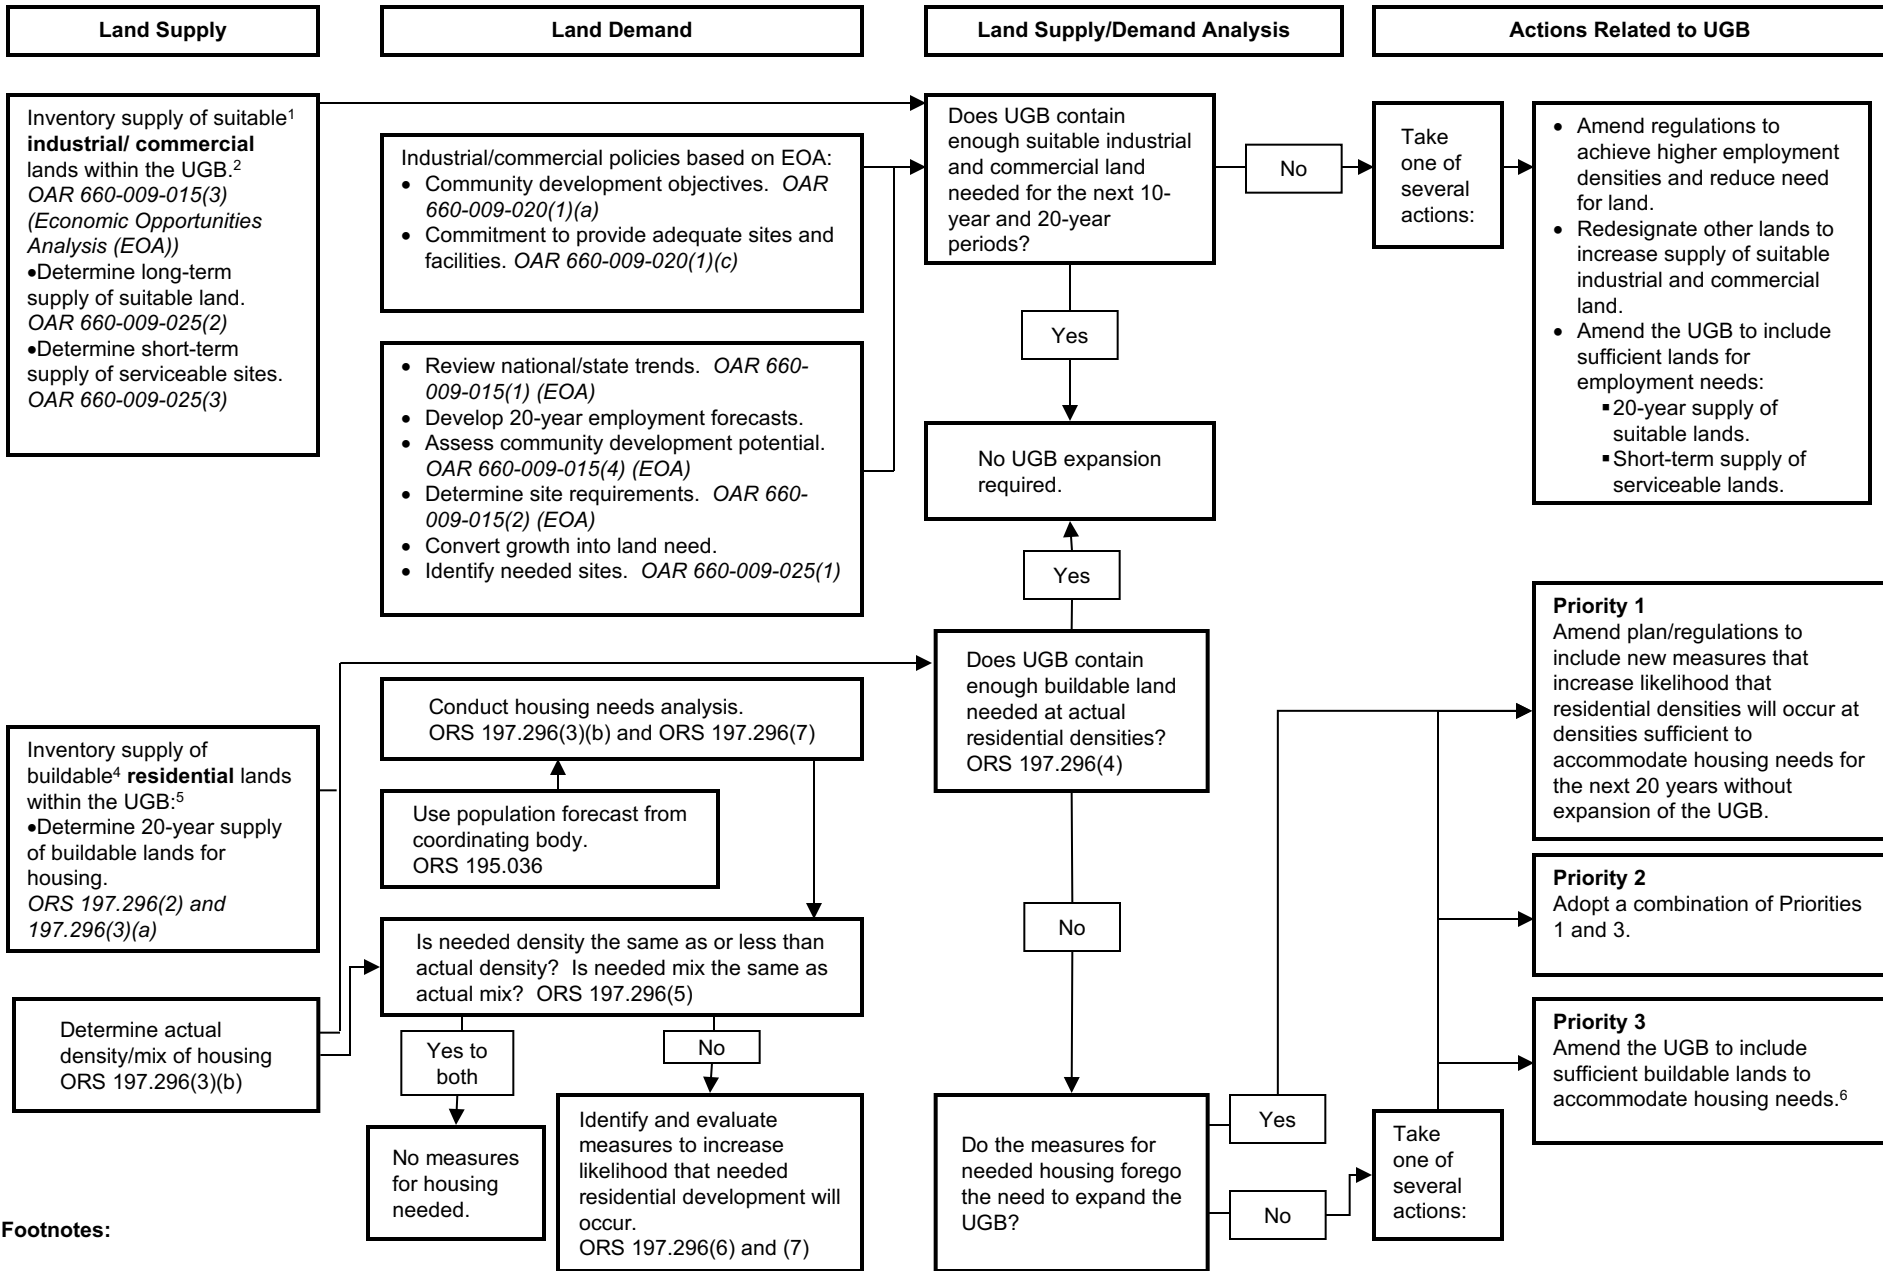 Land Supply
Land Demand
Land Supply/Demand Analysis
Actions Related to UGB
Inventory supply of suitable¹
industrial/ commercial
lands within the UGB.²
OAR 660-009-015(3)
(Economic Opportunities
Analysis (EOA))
•Determine long-term
supply of suitable land.
OAR 660-009-025(2)
•Determine short-term
supply of serviceable sites.
OAR 660-009-025(3)
Industrial/commercial policies based on EOA:
• Community development objectives. OAR
660-009-020(1)(a)
• Commitment to provide adequate sites and
facilities. OAR 660-009-020(1)(c)
• Review national/state trends. OAR 660-
009-015(1) (EOA)
• Develop 20-year employment forecasts.
• Assess community development potential.
OAR 660-009-015(4) (EOA)
• Determine site requirements. OAR 660-
009-015(2) (EOA)
• Convert growth into land need.
• Identify needed sites. OAR 660-009-025(1)
Does UGB contain
enough suitable industrial
and commercial land
needed for the next 10-
year and 20-year
periods?
No
Take
one of
several
actions:
• Amend regulations to
achieve higher employment
densities and reduce need
for land.
• Redesignate other lands to
increase supply of suitable
industrial and commercial
land.
• Amend the UGB to include
sufficient lands for
employment needs:
▪20-year supply of
suitable lands.
▪Short-term supply of
serviceable lands.
Yes
No UGB expansion
required.
Yes
Inventory supply of
buildable⁴ residential lands
within the UGB:⁵
•Determine 20-year supply
of buildable lands for
housing.
ORS 197.296(2) and
197.296(3)(a)
Determine actual
density/mix of housing
ORS 197.296(3)(b)
Conduct housing needs analysis.
ORS 197.296(3)(b) and ORS 197.296(7)
Use population forecast from
coordinating body.
ORS 195.036
Is needed density the same as or less than
actual density? Is needed mix the same as
actual mix? ORS 197.296(5)
Yes to
both
No
No measures
for housing
needed.
Identify and evaluate
measures to increase
likelihood that needed
residential development will
occur.
ORS 197.296(6) and (7)
Does UGB contain
enough buildable land
needed at actual
residential densities?
ORS 197.296(4)
No
Do the measures for
needed housing forego
the need to expand the
UGB?
Yes
No
Take
one of
several
actions:
Priority 1
Amend plan/regulations to
include new measures that
increase likelihood that
residential densities will occur at
densities sufficient to
accommodate housing needs for
the next 20 years without
expansion of the UGB.
Priority 2
Adopt a combination of Priorities
1 and 3.
Priority 3
Amend the UGB to include
sufficient buildable lands to
accommodate housing needs.⁶
Footnotes: